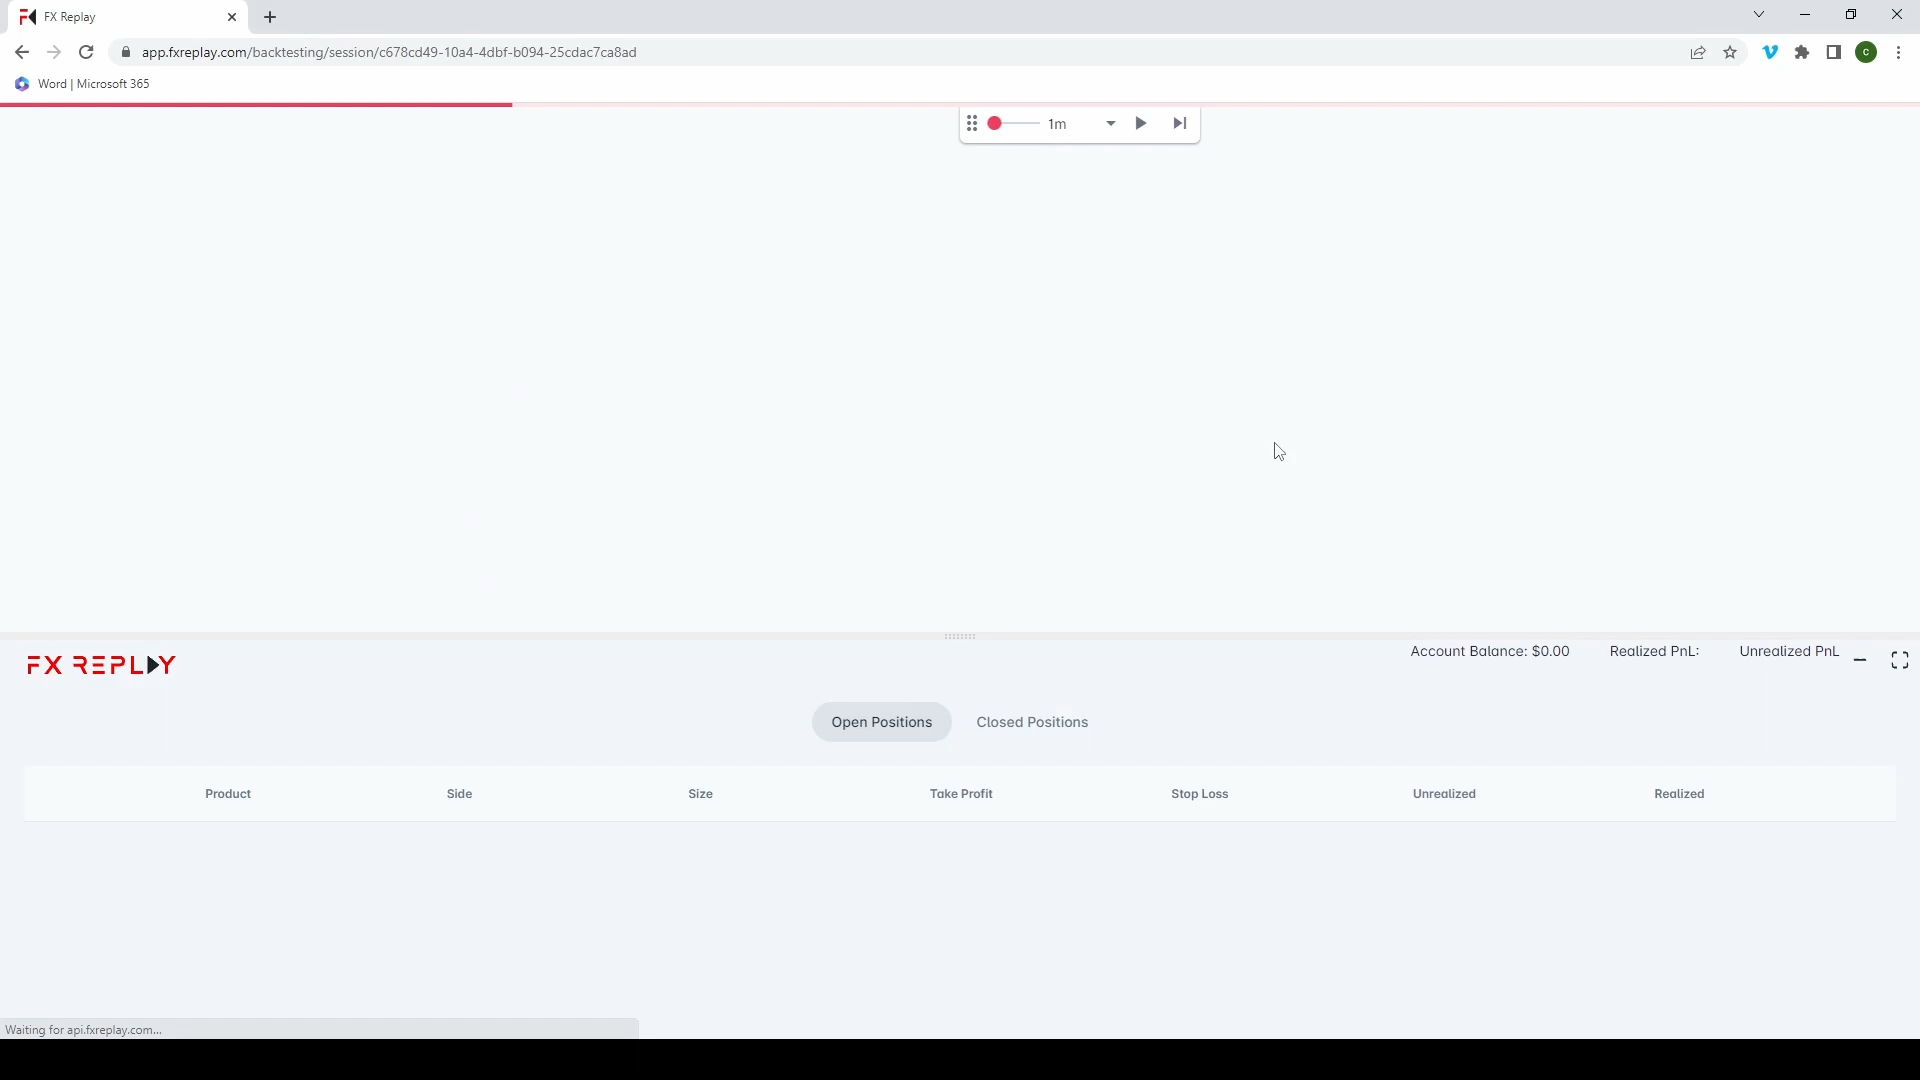 FX Replay
app.fxreplay.com/backtesting/session/c678cd49-10a4-4dbf-b094-25cdac7ca8ad
c
Word | Microsoft 365
1m
FX REPLAY
Account Balance: $0.00 Realized PnL: Unrealized PnL
Open Positions Closed Positions
Product Side Size Take Profit Stop Loss Unrealized Realized
Waiting for api.fxreplay.com...